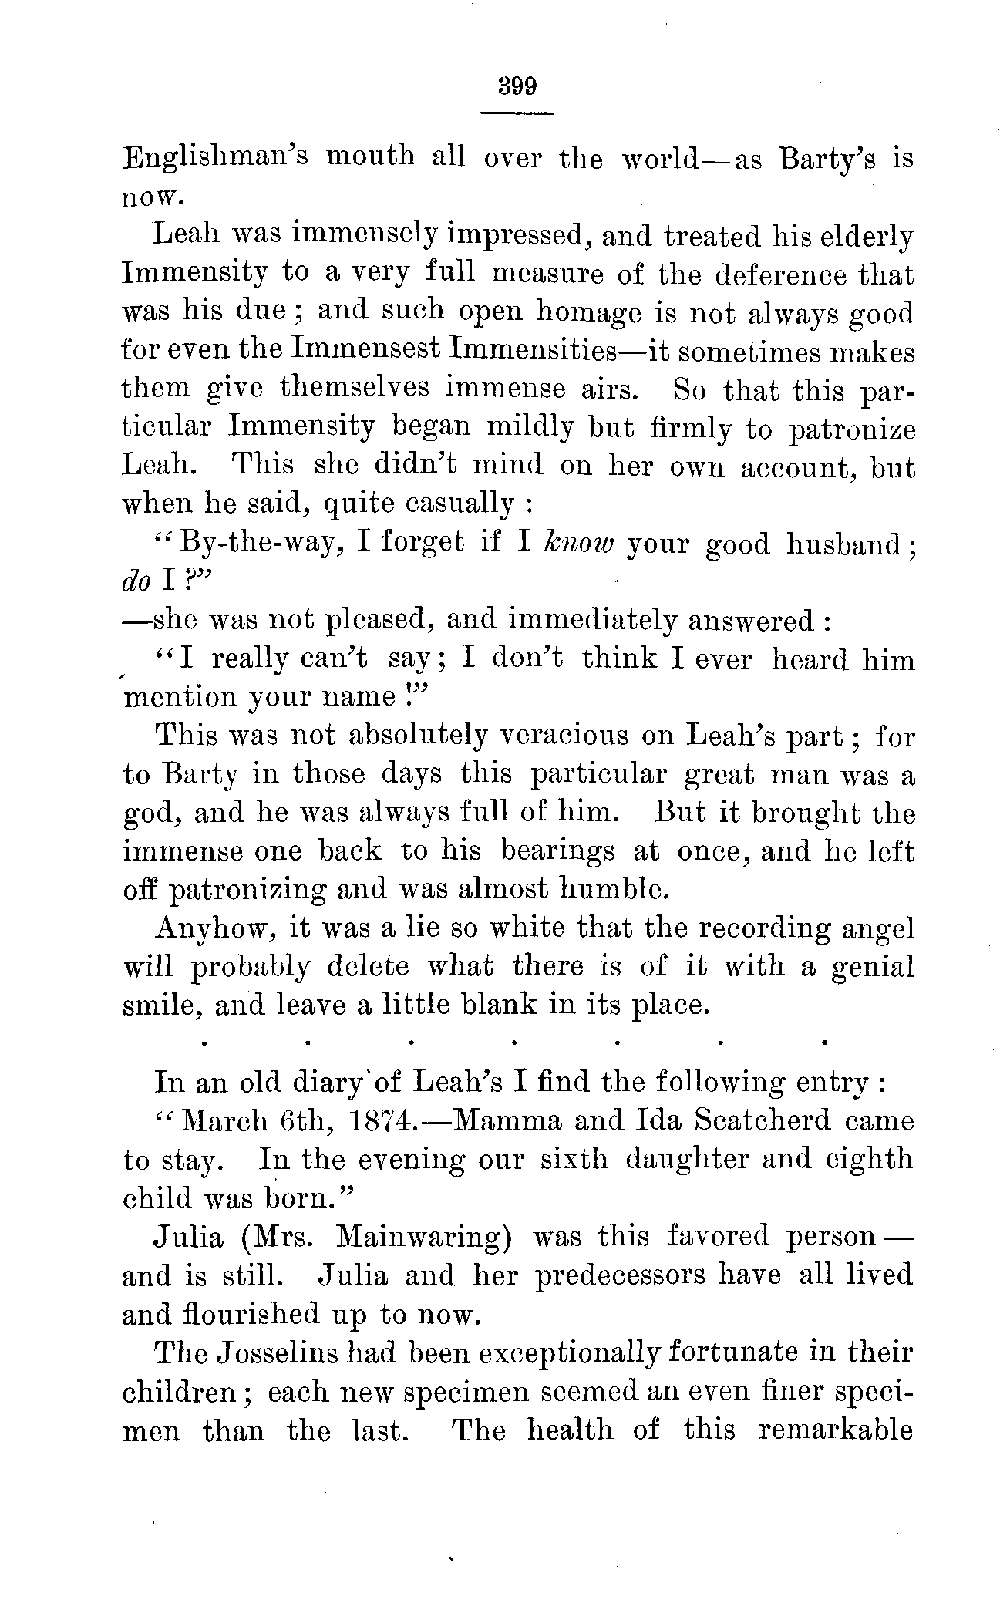 399
Englishman's mouth all over the world—as Barty's is
now.
Leah was immensely impressed, and treated his elderly
Immensity to a very full measure of the deference that
was his due; and such open homage is not always good
for even the Immensest Immensities—it sometimes makes
them give themselves immense airs. So that this par-
ticular Immensity began mildly but firmly to patronize
Leah. This she didn't mind on her own account, but
when he said, quite casually :
"By-the-way, I forget if I know your good husband;
do I ?"
—she was not pleased, and immediately answered :
"I really can't say; I don't think I ever heard him
mention your name !"
This was not absolutely veracious on Leah's part; for
to Barty in those days this particular great man was a
god, and he was always full of him. But it brought the
immense one back to his bearings at once, and he left
off patronizing and was almost humble.
Anyhow, it was a lie so white that the recording angel
will probably delete what there is of it with a genial
smile, and leave a little blank in its place.
. . . . . . .
In an old diary of Leah's I find the following entry :
"March 6th, 1874.—Mamma and Ida Scatcherd came
to stay. In the evening our sixth daughter and eighth
child was born."
Julia (Mrs. Mainwaring) was this favored person—
and is still. Julia and her predecessors have all lived
and flourished up to now.
The Josselins had been exceptionally fortunate in their
children; each new specimen seemed an even finer speci-
men than the last. The health of this remarkable